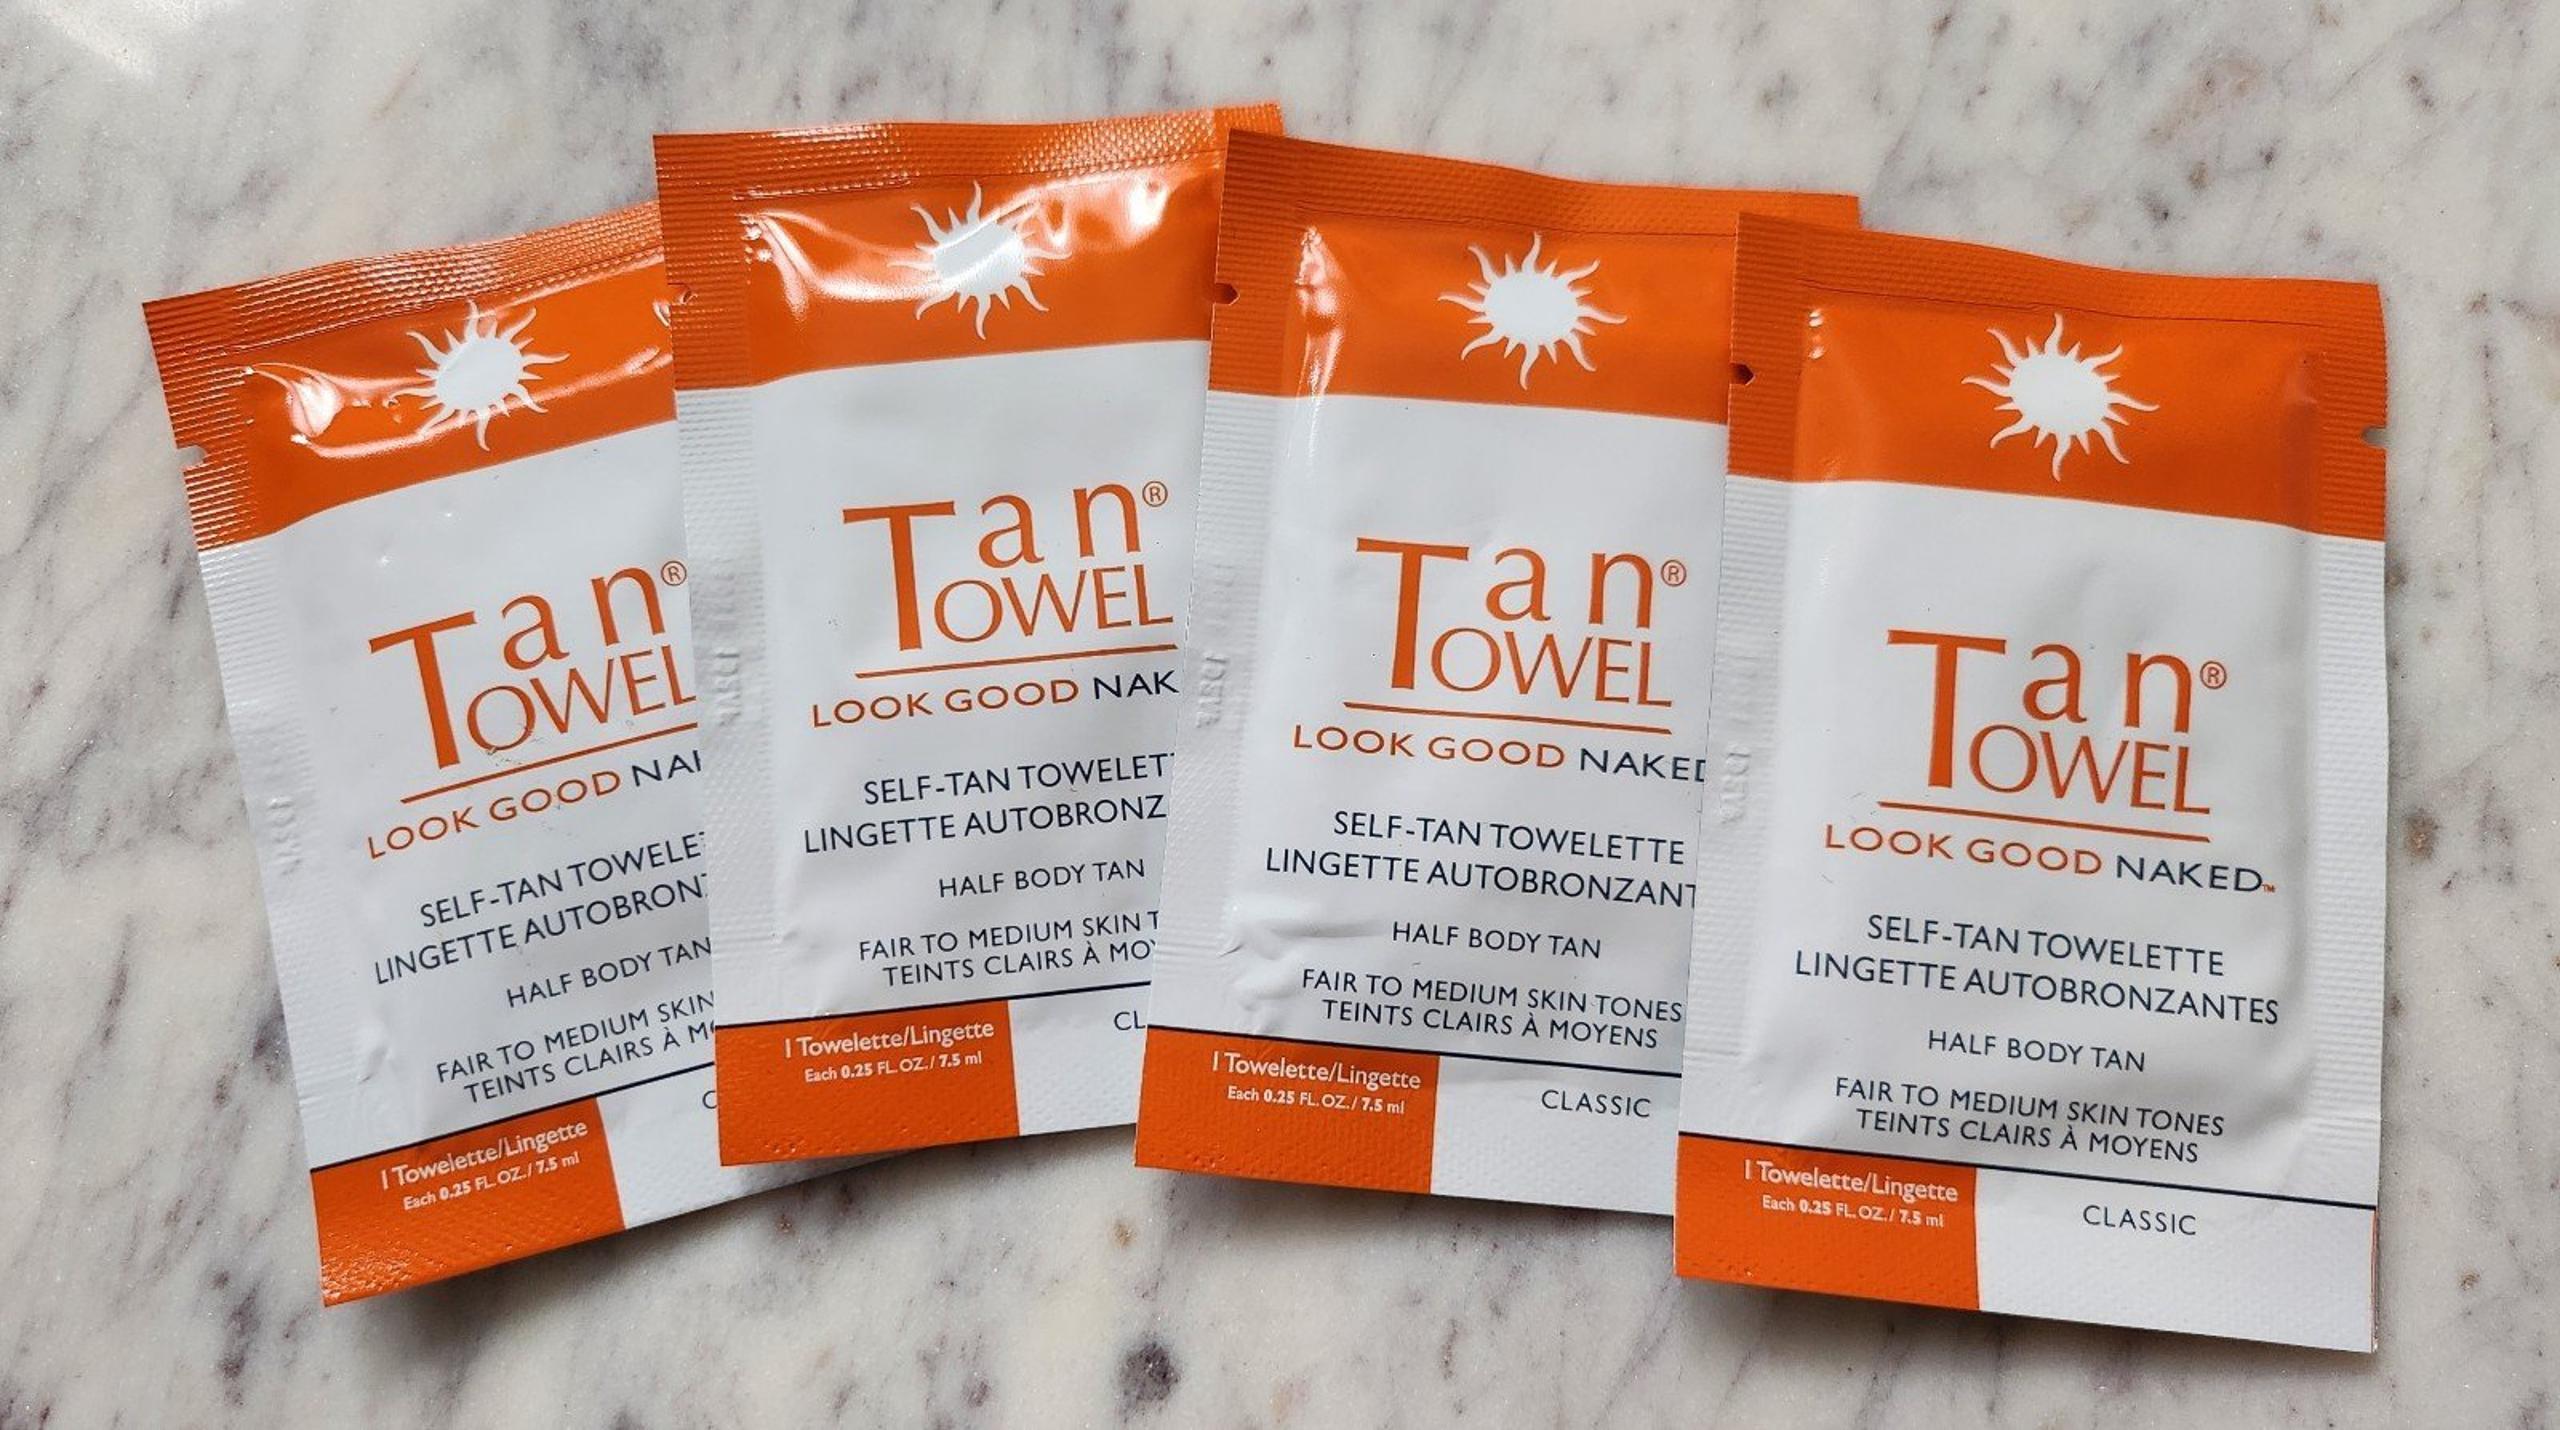 Tan®
TOWEL
LOOK GOOD NAK
SELF-TAN TOWELET
LINGETTE AUTOBRONZ
HALF BODY TAN
FAIR TO MEDIUM SKIN
TEINTS CLAIRS À MO
1 Towelette/Lingette
Each 0.25 FL. OZ. / 7.5 ml
Tan®
TOWEL
LOOK GOOD NAK
SELF-TAN TOWELET
LINGETTE AUTOBRONZ
HALF BODY TAN
FAIR TO MEDIUM SKIN T
TEINTS CLAIRS À MOY
1 Towelette/Lingette
Each 0.25 FL. OZ. / 7.5 ml
CL
Tan®
TOWEL
LOOK GOOD NAKED
SELF-TAN TOWELETTE
LINGETTE AUTOBRONZANT
HALF BODY TAN
FAIR TO MEDIUM SKIN TONES
TEINTS CLAIRS À MOYENS
1 Towelette/Lingette
Each 0.25 FL. OZ. / 7.5 ml
CLASSIC
Tan®
TOWEL
LOOK GOOD NAKED™
SELF-TAN TOWELETTE
LINGETTE AUTOBRONZANTES
HALF BODY TAN
FAIR TO MEDIUM SKIN TONES
TEINTS CLAIRS À MOYENS
1 Towelette/Lingette
Each 0.25 FL. OZ. / 7.5 ml
CLASSIC